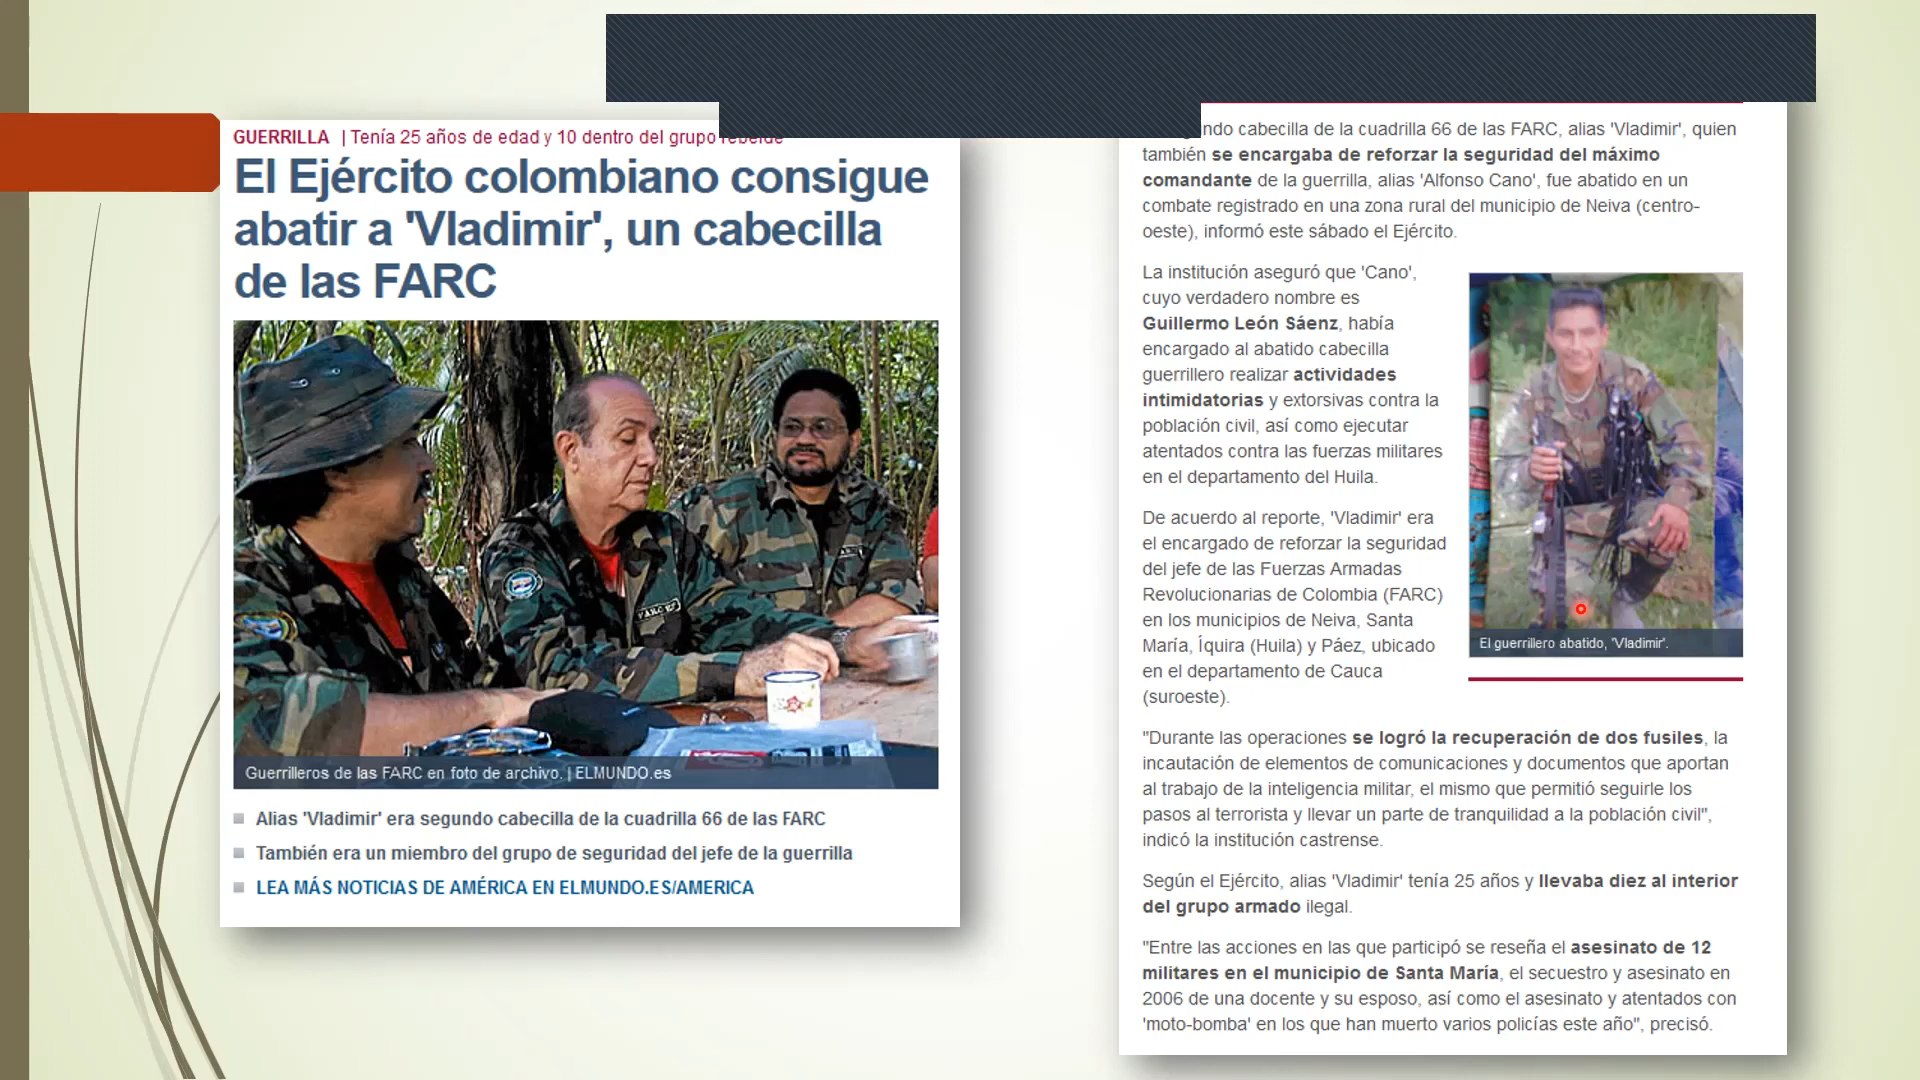 GUERRILLA | Tenía 25 años de edad y 10 dentro del grupo rebelde
El Ejército colombiano consigue
abatir a 'Vladimir', un cabecilla
de las FARC
FARC EP
Guerrilleros de las FARC en foto de archivo. | ELMUNDO.es
Alias 'Vladimir' era segundo cabecilla de la cuadrilla 66 de las FARC
También era un miembro del grupo de seguridad del jefe de la guerrilla
LEA MÁS NOTICIAS DE AMÉRICA EN ELMUNDO.ES/AMERICA
cabecilla de la cuadrilla 66 de las FARC, alias 'Vladimir', quien
también se encargaba de reforzar la seguridad del máximo
comandante de la guerrilla, alias 'Alfonso Cano', fue abatido en un
combate registrado en una zona rural del municipio de Neiva (centro-
oeste), informó este sábado el Ejército.
La institución aseguró que 'Cano',
cuyo verdadero nombre es
Guillermo León Sáenz, había
encargado al abatido cabecilla
guerrillero realizar actividades
intimidatorias y extorsivas contra la
población civil, así como ejecutar
atentados contra las fuerzas militares
en el departamento del Huila.
De acuerdo al reporte, 'Vladimir' era
el encargado de reforzar la seguridad
del jefe de las Fuerzas Armadas
Revolucionarias de Colombia (FARC)
en los municipios de Neiva, Santa
María, Íquira (Huila) y Páez, ubicado
en el departamento de Cauca
(suroeste).
El guerrillero abatido, 'Vladimir'.
"Durante las operaciones se logró la recuperación de dos fusiles, la
incautación de elementos de comunicaciones y documentos que aportan
al trabajo de la inteligencia militar, el mismo que permitió seguirle los
pasos al terrorista y llevar un parte de tranquilidad a la población civil",
indicó la institución castrense.
Según el Ejército, alias 'Vladimir' tenía 25 años y llevaba diez al interior
del grupo armado ilegal.
"Entre las acciones en las que participó se reseña el asesinato de 12
militares en el municipio de Santa María, el secuestro y asesinato en
2006 de una docente y su esposo, así como el asesinato y atentados con
'moto-bomba' en los que han muerto varios policías este año", precisó.